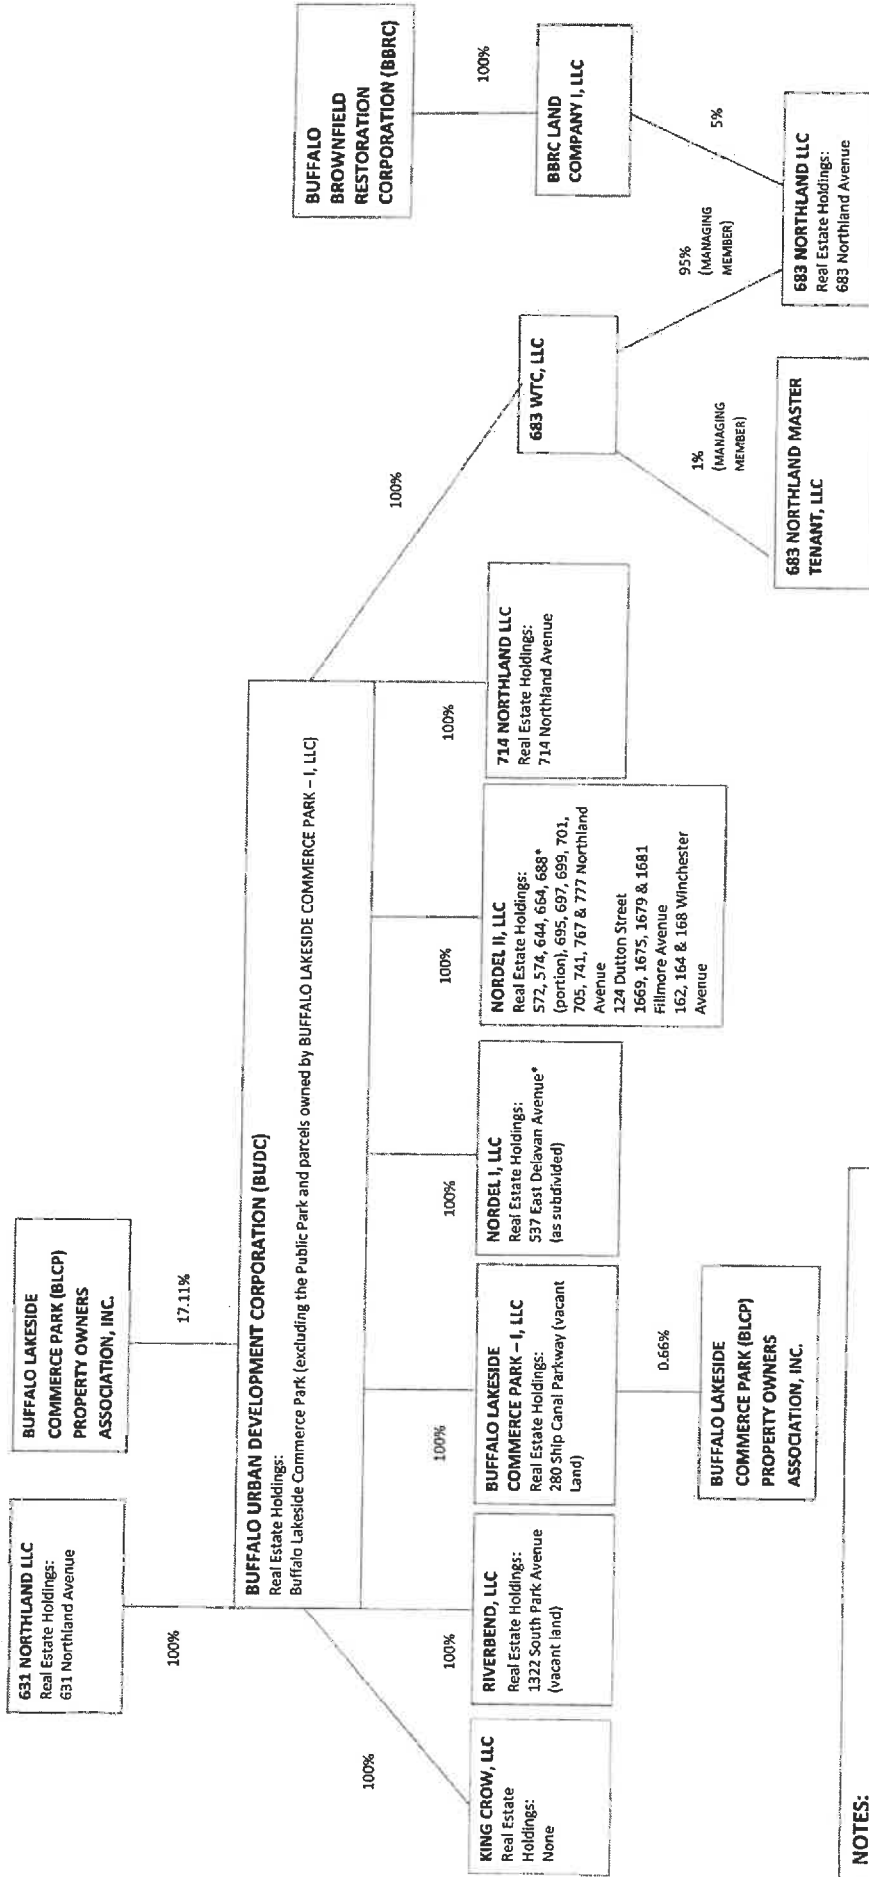 631 NORTHLAND LLC
Real Estate Holdings:
631 Northland Avenue
100%
BUFFALO LAKESIDE
COMMERCE PARK (BLCP)
PROPERTY OWNERS
ASSOCIATION, INC.
17.11%
BUFFALO URBAN DEVELOPMENT CORPORATION (BUDC)
Real Estate Holdings:
Buffalo Lakeside Commerce Park (excluding the Public Park and parcels owned by BUFFALO LAKESIDE COMMERCE PARK – I, LLC)
100%
KING CROW, LLC
Real Estate
Holdings:
None
100%
RIVERBEND, LLC
Real Estate Holdings:
1322 South Park Avenue
(vacant land)
100%
BUFFALO LAKESIDE
COMMERCE PARK – I, LLC
Real Estate Holdings:
280 Ship Canal Parkway (vacant
Land)
0.66%
BUFFALO LAKESIDE
COMMERCE PARK (BLCP)
PROPERTY OWNERS
ASSOCIATION, INC.
100%
NORDEL I, LLC
Real Estate Holdings:
537 East Delavan Avenue*
(as subdivided)
100%
NORDEL II, LLC
Real Estate Holdings:
572, 574, 644, 664, 688*
(portion), 695, 697, 699, 701,
705, 741, 767 & 777 Northland
Avenue
124 Dutton Street
1669, 1675, 1679 & 1681
Fillmore Avenue
162, 164 & 168 Winchester
Avenue
100%
714 NORTHLAND LLC
Real Estate Holdings:
714 Northland Avenue
100%
683 WTC, LLC
1%
(MANAGING
MEMBER)
683 NORTHLAND MASTER
TENANT, LLC
95%
(MANAGING
MEMBER)
BUFFALO
BROWNFIELD
RESTORATION
CORPORATION (BBRC)
100%
BBRC LAND
COMPANY I, LLC
5%
683 NORTHLAND LLC
Real Estate Holdings:
683 Northland Avenue
NOTES: